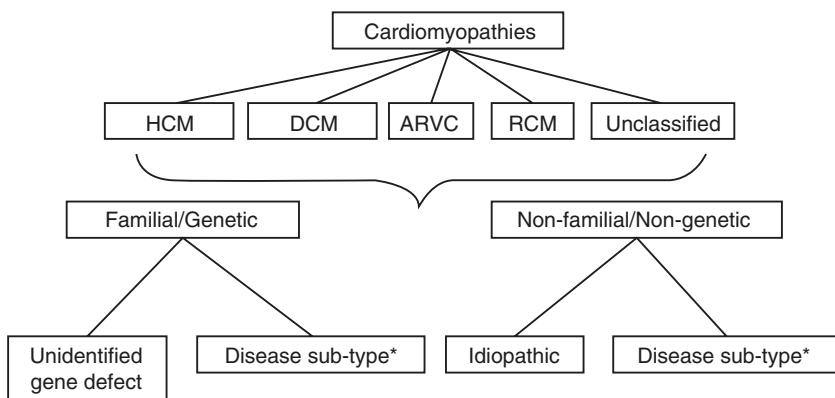 Cardiomyopathies
HCM
DCM
ARVC
RCM
Unclassified
Familial/Genetic
Non-familial/Non-genetic
Unidentified
gene defect
Disease sub-type*
Idiopathic
Disease sub-type*